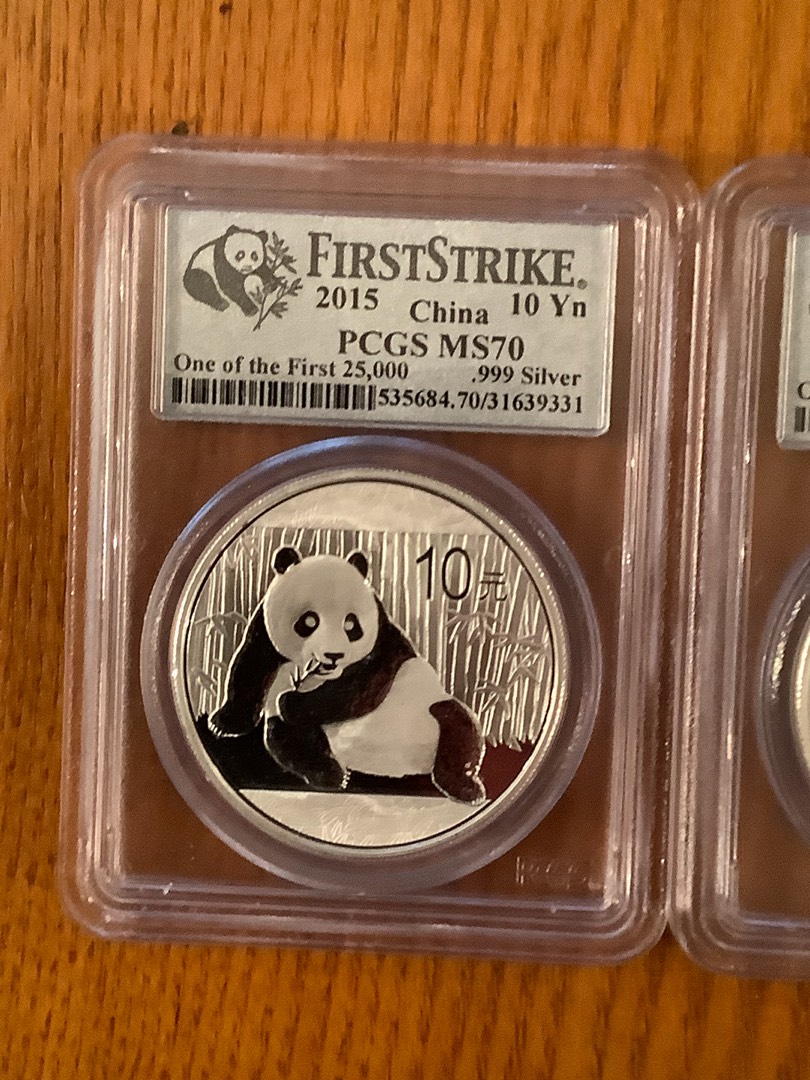 FIRSTSTRIKE®
2015 China 10 Yn
PCGS MS70
One of the First 25,000 .999 Silver
535684.70/31639331
10元